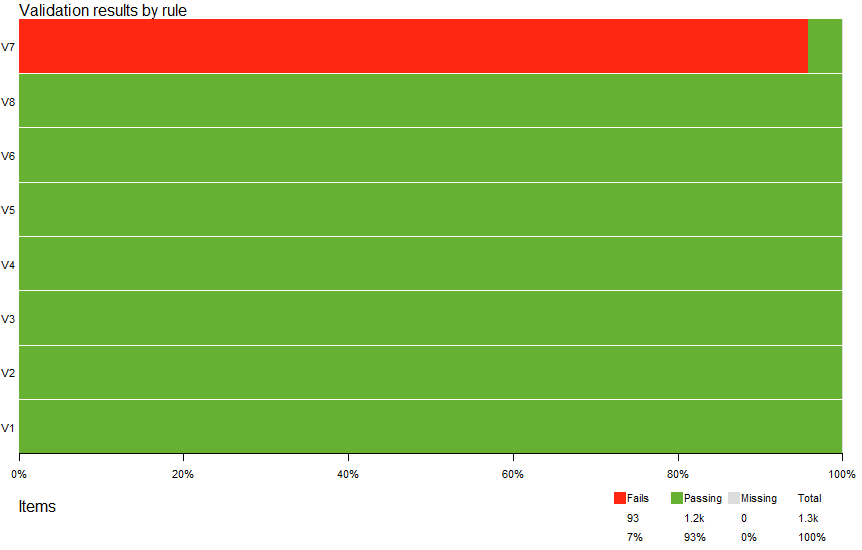 Validation results by rule
V7
V8
V6
V5
V4
V3
V2
V1
0% 20% 40% 60% 80% 100%
Items
Fails Passing Missing Total
93 1.2k 0 1.3k
7% 93% 0% 100%